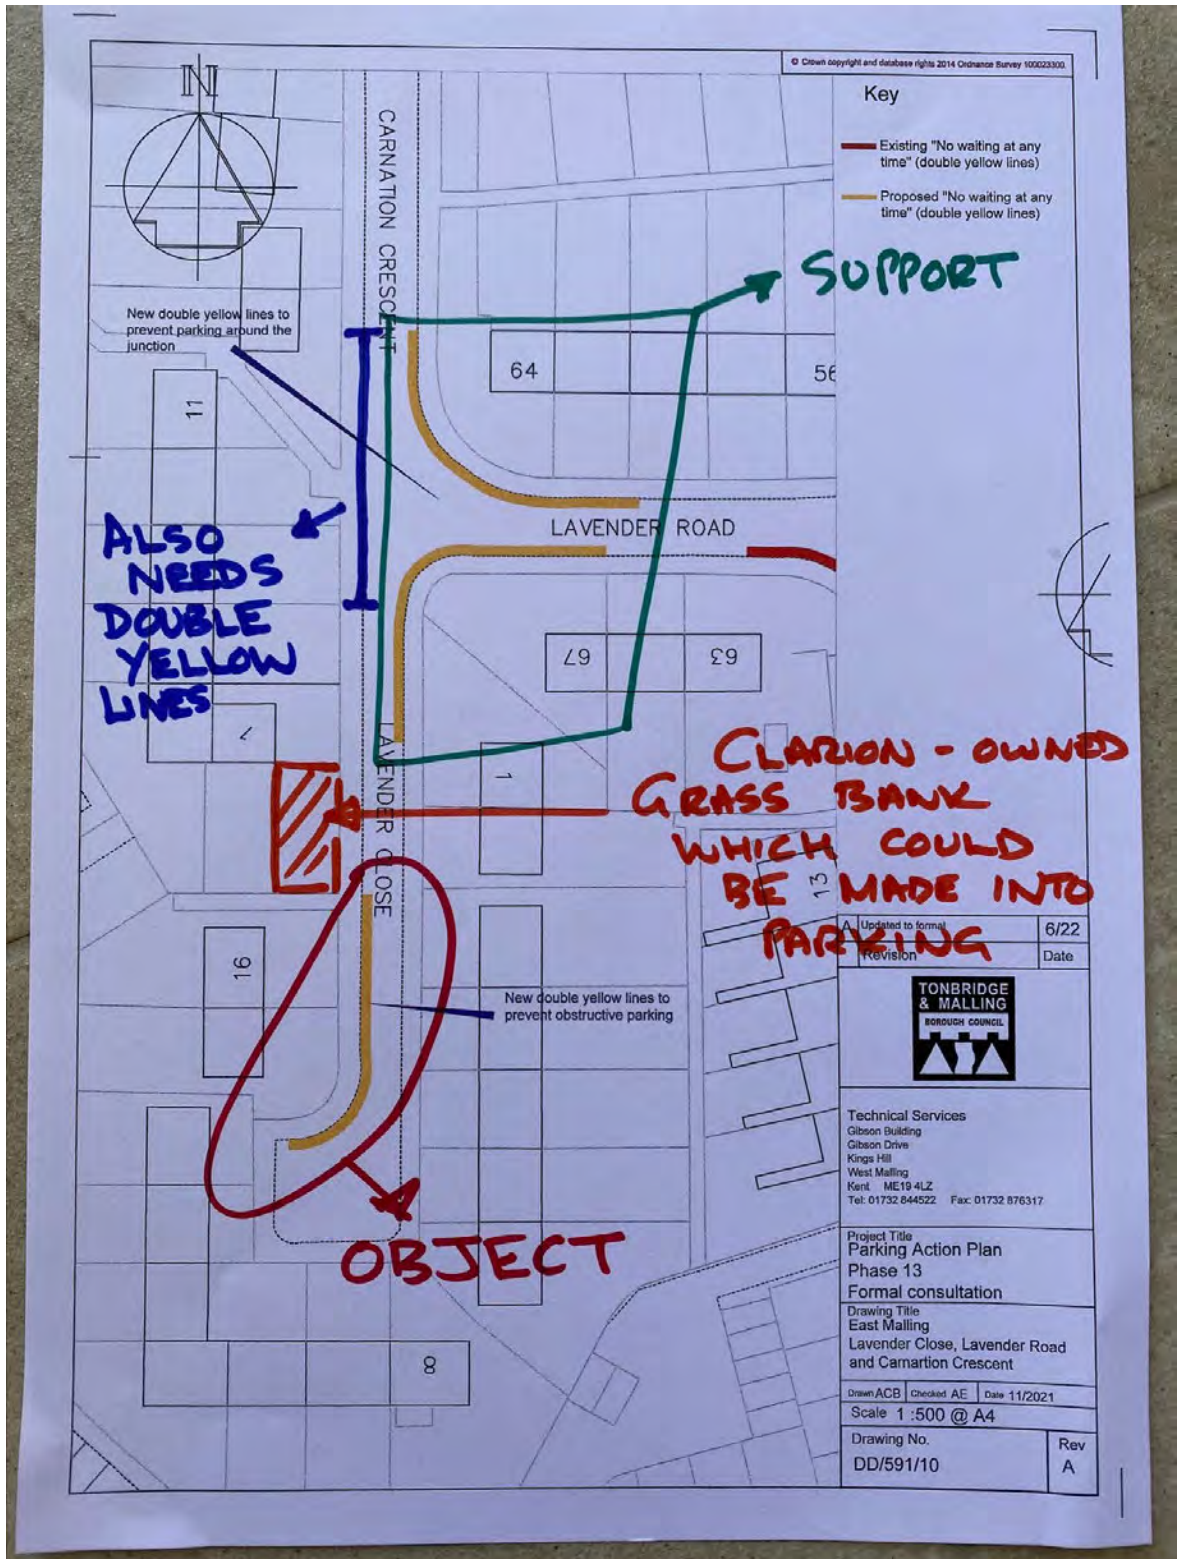 © Crown copyright and database rights 2014 Ordnance Survey 100023300.
N
Key
Existing "No waiting at any
time" (double yellow lines)
Proposed "No waiting at any
time" (double yellow lines)
CARNATION CRESCENT
SUPPORT
New double yellow lines to
prevent parking around the
junction
64
56
11
LAVENDER ROAD
ALSO
NEEDS
DOUBLE
YELLOW
LINES
67
63
7
1
LAVENDER CLOSE
CLARION - OWNED
GRASS BANK
WHICH COULD
BE MADE INTO
PARKING
13
A Updated to formal 6/22
Revision Date
16
New double yellow lines to
prevent obstructive parking
TONBRIDGE
& MALLING
BOROUGH COUNCIL
Technical Services
Gibson Building
Gibson Drive
Kings Hill
West Malling
Kent ME19 4LZ
Tel: 01732 844522 Fax: 01732 876317
OBJECT
Project Title
Parking Action Plan
Phase 13
Formal consultation
Drawing Title
East Malling
Lavender Close, Lavender Road
and Carnartion Crescent
8
Drawn ACB Checked AE Date 11/2021
Scale 1 :500 @ A4
Drawing No. Rev
DD/591/10 A